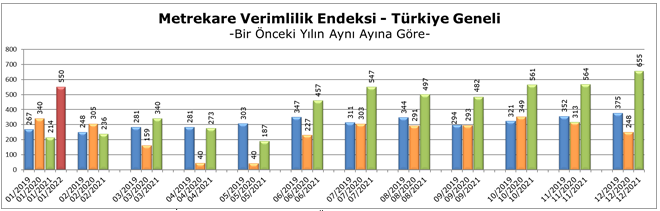 Metrekare Verimlilik Endeksi - Türkiye Geneli
-Bir Önceki Yılın Aynı Ayına Göre-
800
700
600
500
400
300
200
100
0
267 340 214 550
248 305 236
281 159 340
281 40 273
303 40 187
347 227 457
311 303 547
344 291 497
294 293 482
321 349 561
352 313 564
375 248 655
01/2019 01/2020 01/2021 01/2022
02/2019 02/2020 02/2021
03/2019 03/2020 03/2021
04/2019 04/2020 04/2021
05/2019 05/2020 05/2021
06/2019 06/2020 06/2021
07/2019 07/2020 07/2021
08/2019 08/2020 08/2021
09/2019 09/2020 09/2021
10/2019 10/2020 10/2021
11/2019 11/2020 11/2021
12/2019 12/2020 12/2021